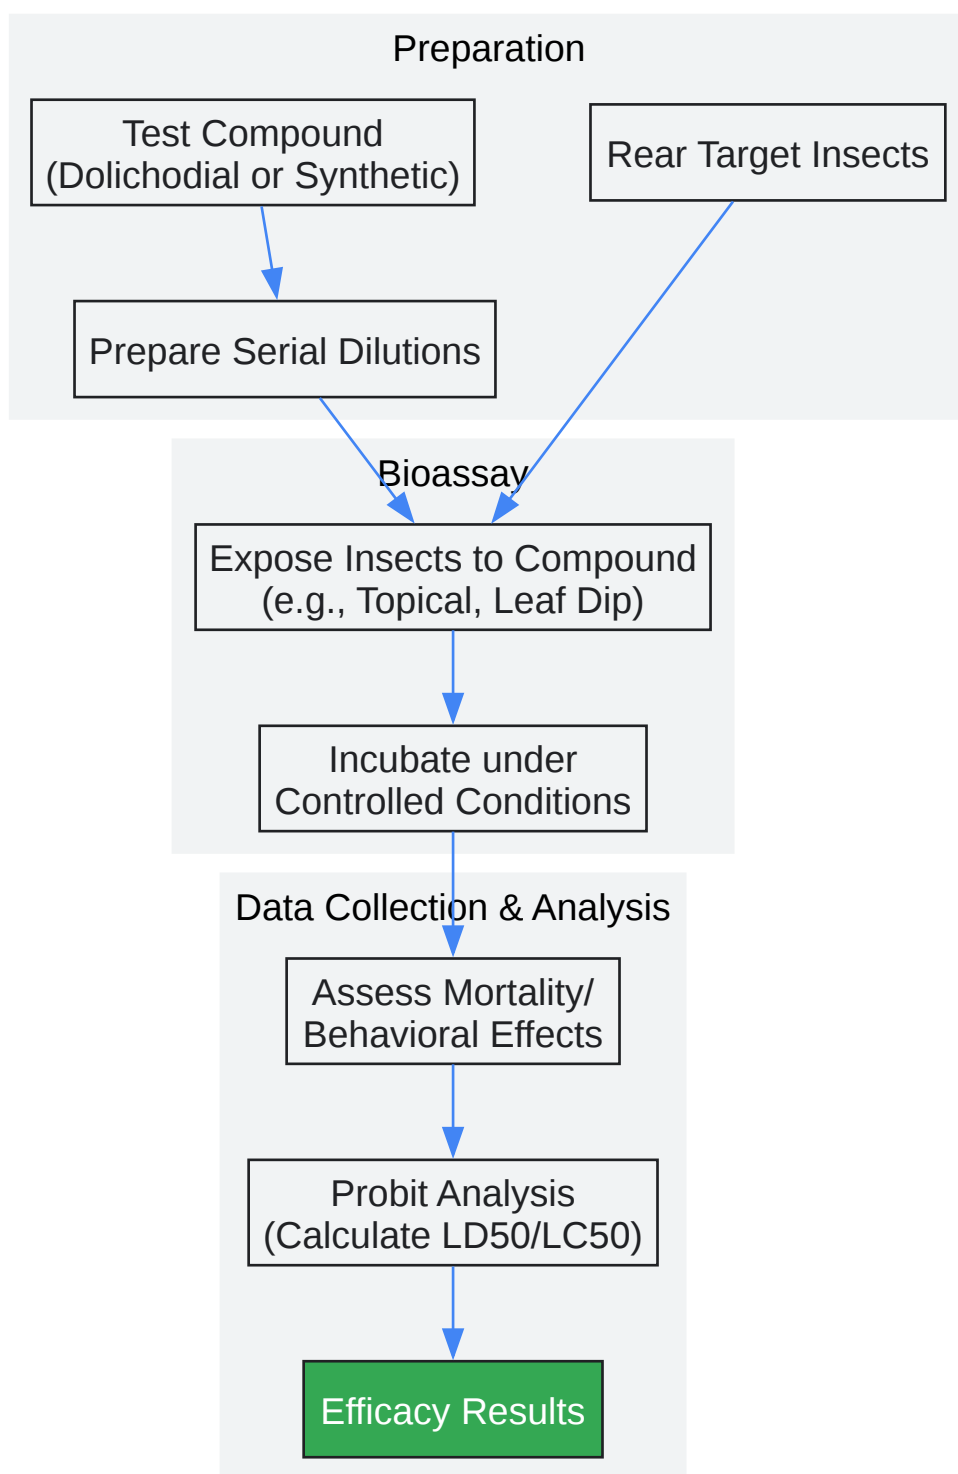 Preparation
Test Compound
(Dolichodial or Synthetic)
Rear Target Insects
Prepare Serial Dilutions
Bioassay
Expose Insects to Compound
(e.g., Topical, Leaf Dip)
Incubate under
Controlled Conditions
Data Collection & Analysis
Assess Mortality/
Behavioral Effects
Probit Analysis
(Calculate LD50/LC50)
Efficacy Results